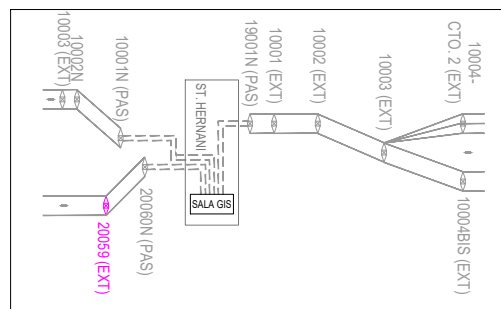 10003 (EXT)
10002N
10001N (PAS)
ST. HERNANI
19001N (PAS)
10001 (EXT)
10002 (EXT)
10003 (EXT)
10004-
CTO. 2 (EXT)
SALA GIS
20059 (EXT)
20060N (PAS)
10004BIS (EXT)